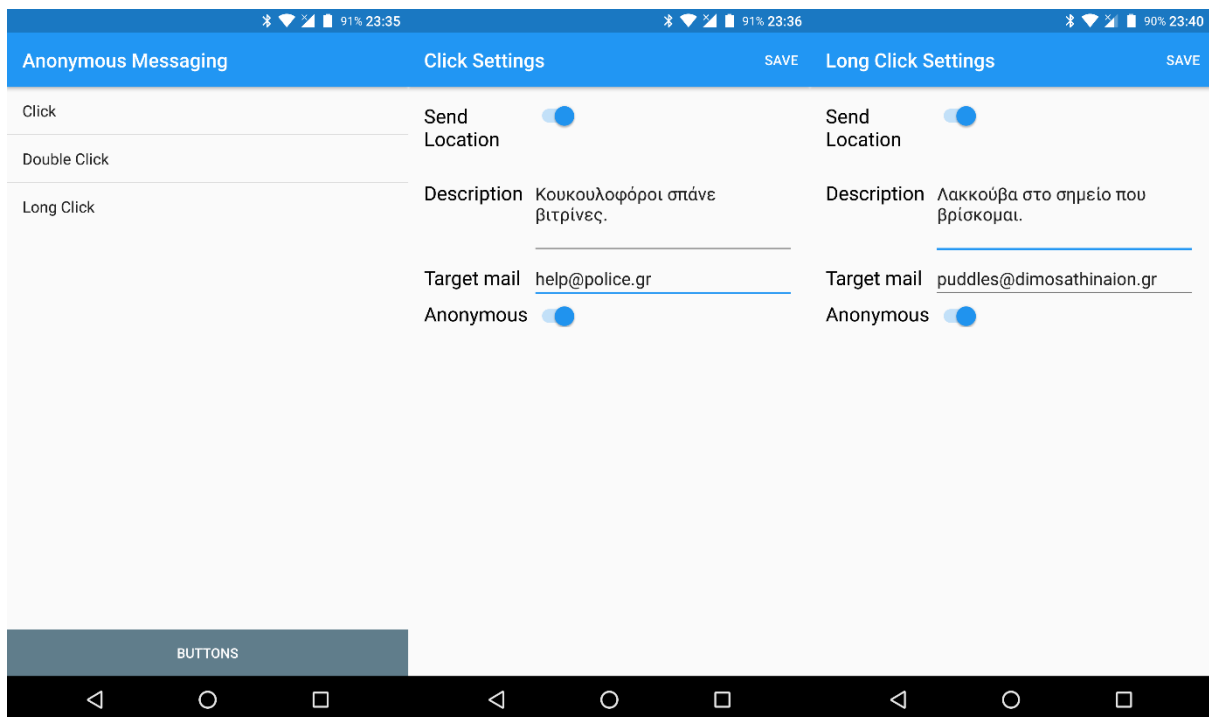 91% 23:35
Anonymous Messaging
Click
Double Click
Long Click
BUTTONS
91% 23:36
Click Settings SAVE
Send
Location
Description Κουκουλοφόροι σπάνε
βιτρίνες.
Target mail help@police.gr
Anonymous
90% 23:40
Long Click Settings SAVE
Send
Location
Description Λακκούβα στο σημείο που
βρίσκομαι.
Target mail puddles@dimosathinaion.gr
Anonymous